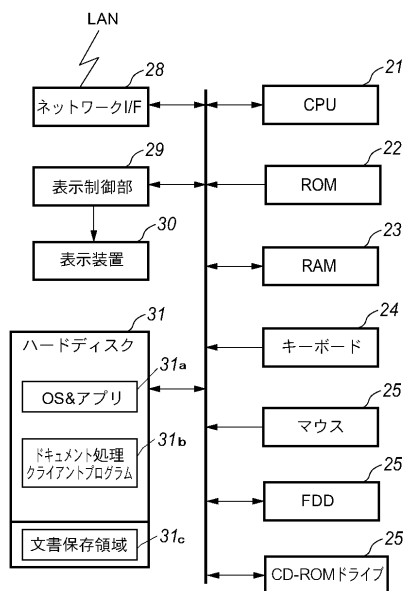 LAN
28
ネットワークI/F
29
表示制御部
30
表示装置
31
ハードディスク
31a
OS&アプリ
31b
ドキュメント処理
クライアントプログラム
31c
文書保存領域
21
CPU
22
ROM
23
RAM
24
キーボード
25
マウス
25
FDD
25
CD-ROMドライブ